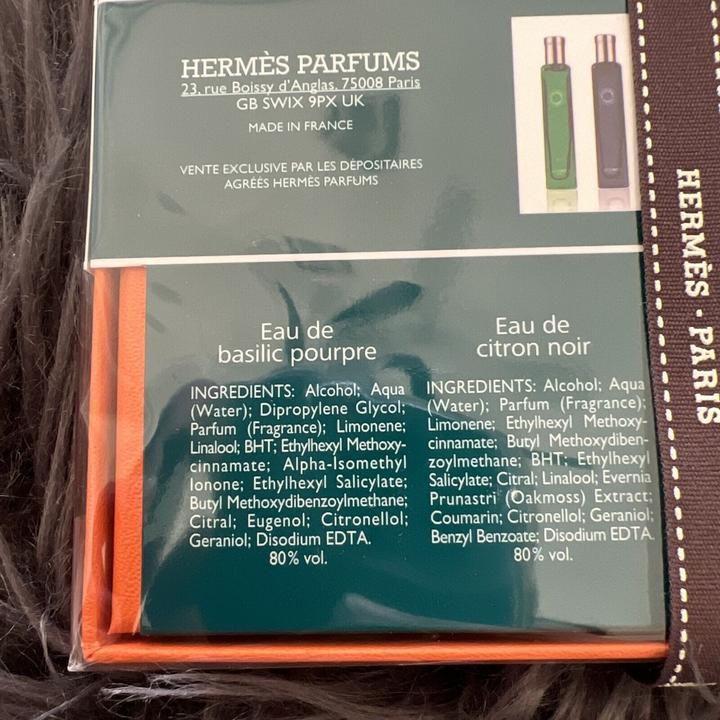 HERMÈS PARFUMS
23, rue Boissy d'Anglas, 75008 Paris
GB SWIX 9PX UK
MADE IN FRANCE
VENTE EXCLUSIVE PAR LES DÉPOSITAIRES
AGRÉÉS HERMÈS PARFUMS
Eau de
basilic pourpre
INGREDIENTS: Alcohol; Aqua
(Water); Dipropylene Glycol;
Parfum (Fragrance); Limonene;
Linalool; BHT; Ethylhexyl Methoxy-
cinnamate; Alpha-Isomethyl
Ionone; Ethylhexyl Salicylate;
Butyl Methoxydibenzoylmethane;
Citral; Eugenol; Citronellol;
Geraniol; Disodium EDTA.
80% vol.
Eau de
citron noir
INGREDIENTS: Alcohol; Aqua
(Water); Parfum (Fragrance);
Limonene; Ethylhexyl Methoxy-
cinnamate; Butyl Methoxydiben-
zoylmethane; BHT; Ethylhexyl
Salicylate; Citral; Linalool; Evernia
Prunastri (Oakmoss) Extract;
Coumarin; Citronellol; Geraniol;
Benzyl Benzoate; Disodium EDTA.
80% vol.
HERMÈS · PARIS